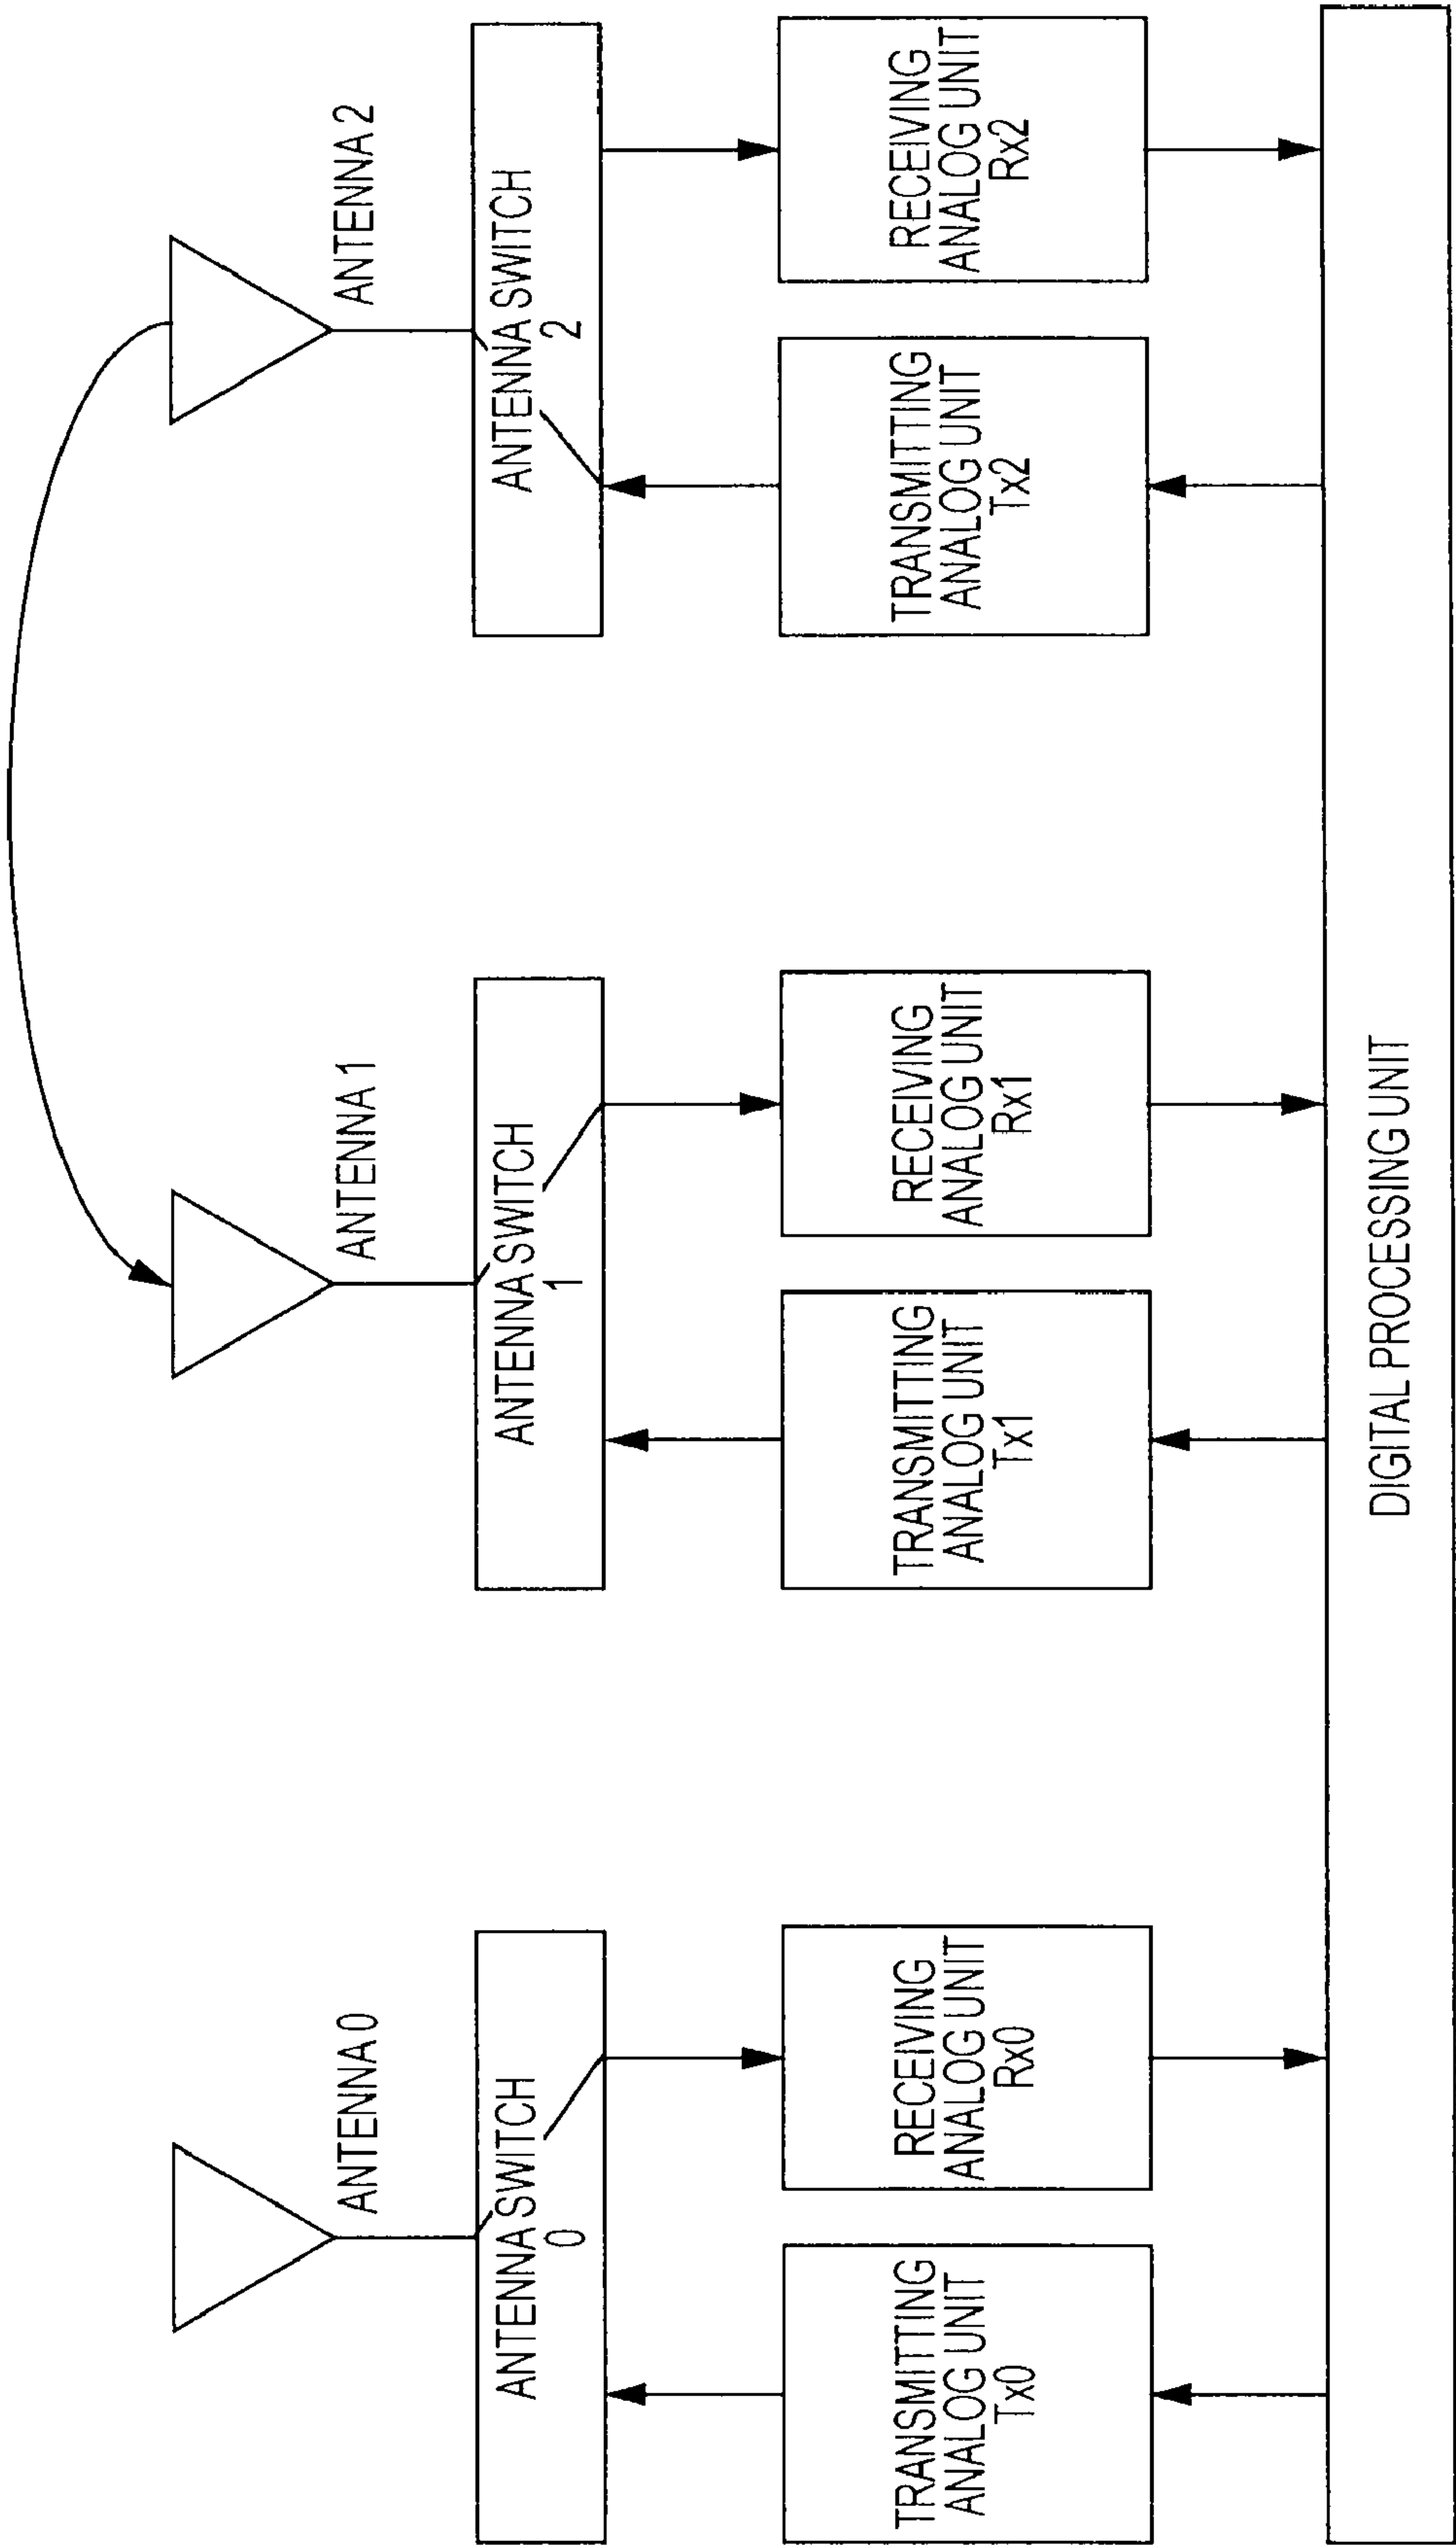 ANTENNA 0
ANTENNA SWITCH
0
TRANSMITTING
ANALOG UNIT
Tx0
RECEIVING
ANALOG UNIT
Rx0
ANTENNA 1
ANTENNA SWITCH
1
TRANSMITTING
ANALOG UNIT
Tx1
RECEIVING
ANALOG UNIT
Rx1
ANTENNA 2
ANTENNA SWITCH
2
TRANSMITTING
ANALOG UNIT
Tx2
RECEIVING
ANALOG UNIT
Rx2
DIGITAL PROCESSING UNIT